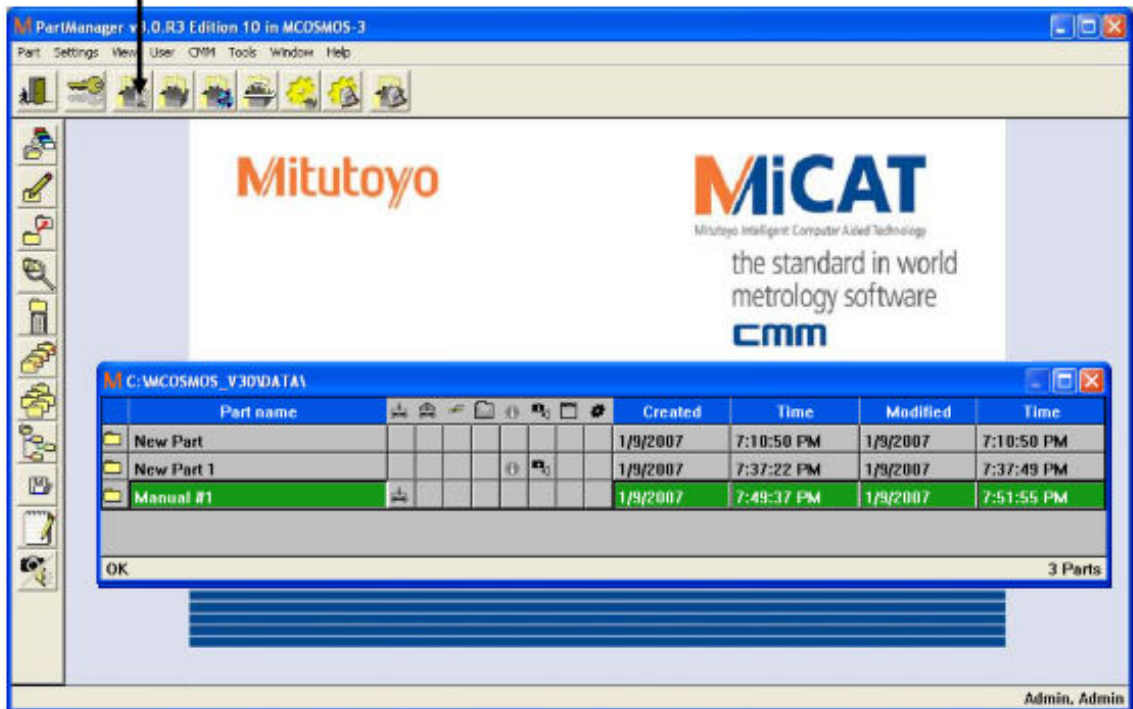 PartManager v3.0.R3 Edition 10 in MCOSMOS-3
Part Settings View User CMM Tools Window Help
Mitutoyo
MiCAT
Mitutoyo Intelligent Computer Aided Technology
the standard in world
metrology software
cmm
C:\MCOSMOS_V30\DATA\
Part name Created Time Modified Time
New Part 1/9/2007 7:10:50 PM 1/9/2007 7:10:50 PM
New Part 1 1/9/2007 7:37:22 PM 1/9/2007 7:37:49 PM
Manual #1 1/9/2007 7:49:37 PM 1/9/2007 7:51:55 PM
OK 3 Parts
Admin, Admin